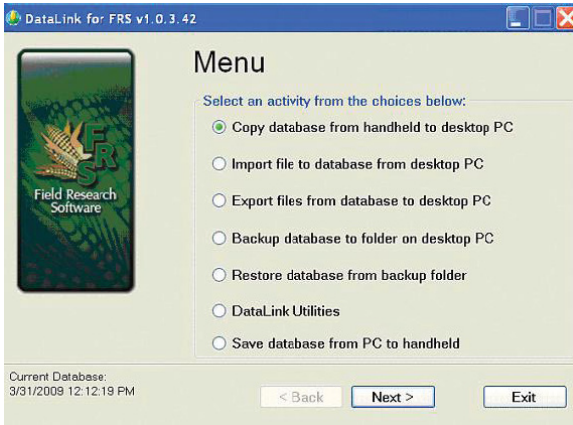 DataLink for FRS v1.0.3.42
Menu
Select an activity from the choices below:
Copy database from handheld to desktop PC
Import file to database from desktop PC
Export files from database to desktop PC
Backup database to folder on desktop PC
Restore database from backup folder
DataLink Utilities
Save database from PC to handheld
FRS
Field Research
Software
Current Database:
3/31/2009 12:12:19 PM
< Back
Next >
Exit